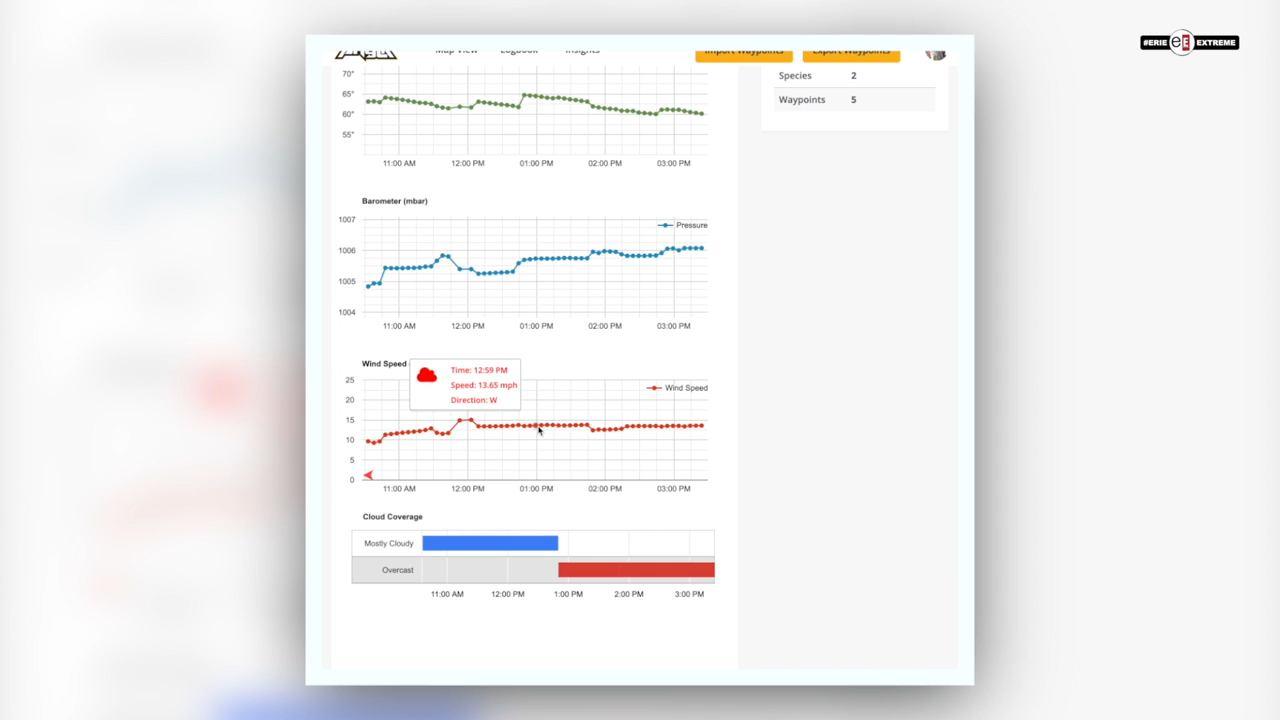 Map View Logbook Insights Import Waypoints Export Waypoints
#ERIE E EXTREME
Species 2
Waypoints 5
70°
65°
60°
55°
11:00 AM 12:00 PM 01:00 PM 02:00 PM 03:00 PM
Barometer (mbar)
Pressure
1007
1006
1005
1004
11:00 AM 12:00 PM 01:00 PM 02:00 PM 03:00 PM
Wind Speed
Time: 12:59 PM
Speed: 13.65 mph
Direction: W
Wind Speed
25
20
15
10
5
0
11:00 AM 12:00 PM 01:00 PM 02:00 PM 03:00 PM
Cloud Coverage
Mostly Cloudy
Overcast
11:00 AM 12:00 PM 1:00 PM 2:00 PM 3:00 PM